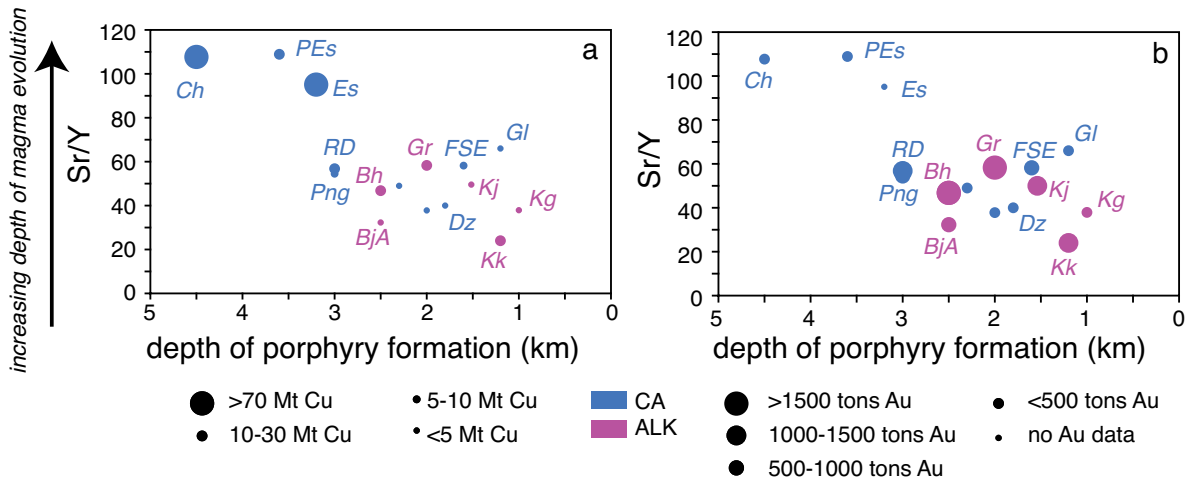 increasing depth of magma evolution
Sr/Y
120
100
80
60
40
20
0
a
Ch
PEs
Es
RD
Png
Bh
BjA
Gr
FSE
Gl
Kj
Kg
Dz
Kk
5 4 3 2 1 0
depth of porphyry formation (km)
Sr/Y
120
100
80
60
40
20
0
b
Ch
PEs
Es
RD
Png
Bh
BjA
Gr
FSE
Gl
Kj
Kg
Dz
Kk
5 4 3 2 1 0
depth of porphyry formation (km)
>70 Mt Cu
10-30 Mt Cu
5-10 Mt Cu
<5 Mt Cu
CA
ALK
>1500 tons Au
1000-1500 tons Au
500-1000 tons Au
<500 tons Au
no Au data